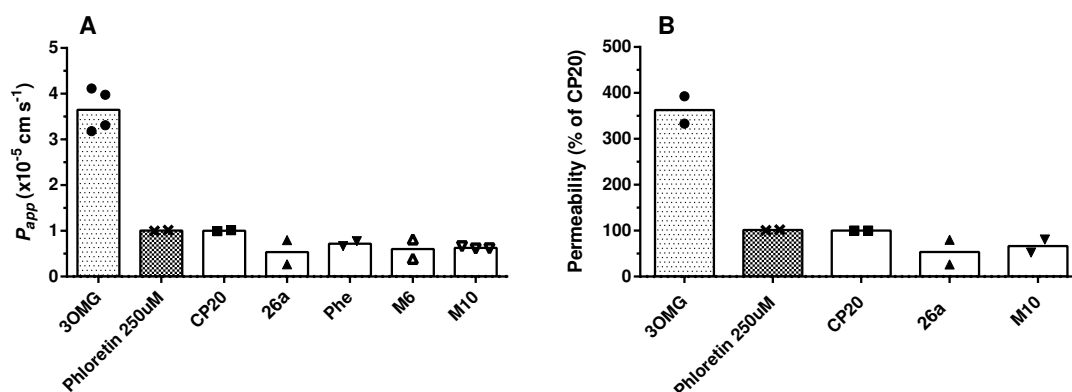 A
P_app (x10⁻⁵ cm s⁻¹)
5
4
3
2
1
0
3OMG
Phloretin 250uM
CP20
26a
Phe
M6
M10
B
Permeability (% of CP20)
500
400
300
200
100
0
3OMG
Phloretin 250uM
CP20
26a
M10